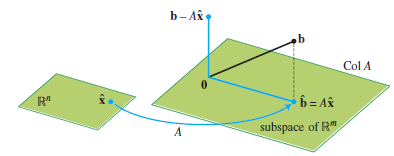 b – Ax̂
b
Col A
0
ℝⁿ
x̂
b̂ = Ax̂
A
subspace of ℝᵐ